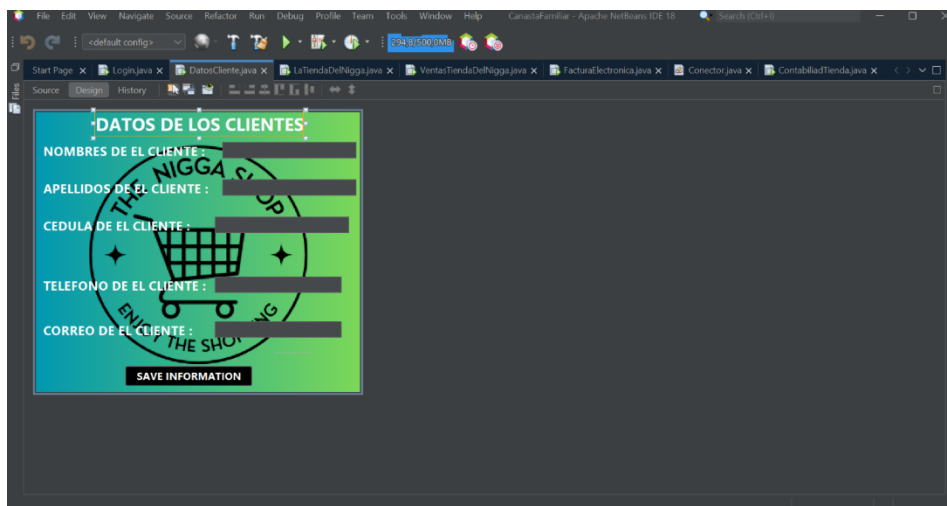 File Edit View Navigate Source Refactor Run Debug Profile Team Tools Window Help CanastaFamiliar - Apache NetBeans IDE 18 Search (Ctrl+I)
<default config> 294.8/500.0MB
Start Page Login.java DatosCliente.java LaTiendaDelNigga.java VentasTiendaDelNigga.java FacturaElectronica.java Conector.java ContabiliadTienda.java
Files
Source Design History
DATOS DE LOS CLIENTES
NOMBRES DE EL CLIENTE :
THE NIGGA SHOP
APELLIDOS DE EL CLIENTE :
CEDULA DE EL CLIENTE :
TELEFONO DE EL CLIENTE :
CORREO DE EL CLIENTE :
ENJOY THE SHOPPING
SAVE INFORMATION